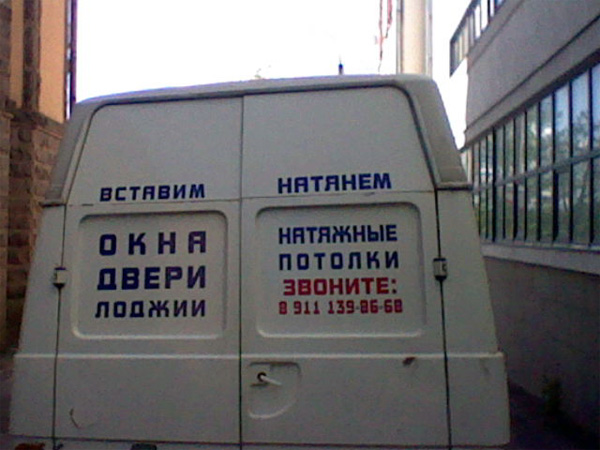 ВСТАВИМ
ОКНА
ДВЕРИ
ЛОДЖИИ
НАТЯНЕМ
НАТЯЖНЫЕ
ПОТОЛКИ
ЗВОНИТЕ:
8 911 139-86-68